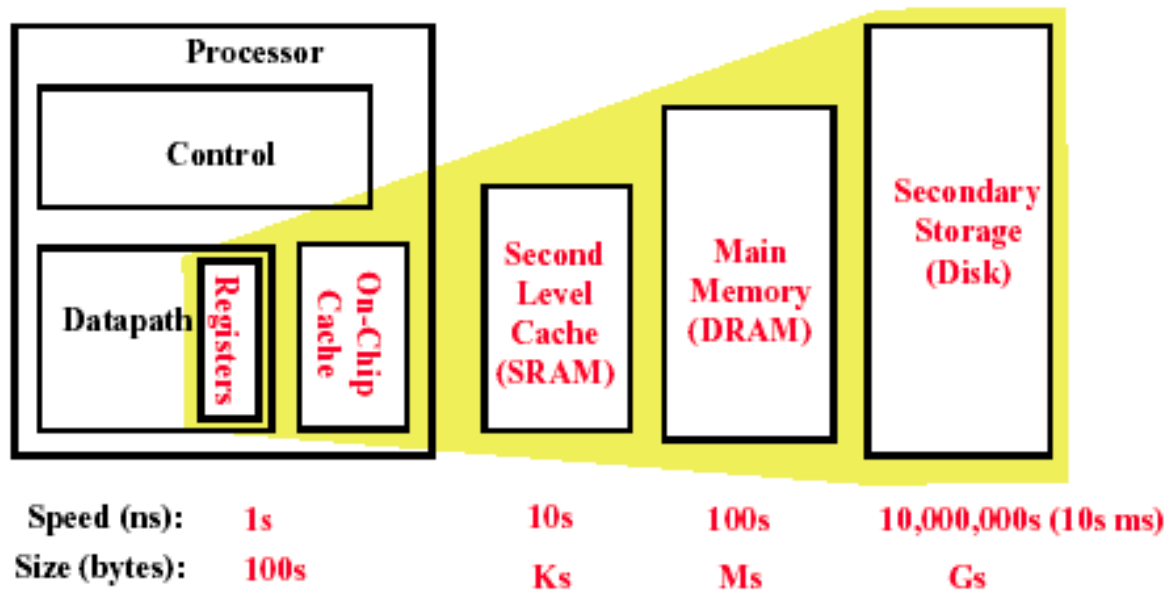 Processor
Control
Datapath
Registers
On-Chip
Cache
Second
Level
Cache
(SRAM)
Main
Memory
(DRAM)
Secondary
Storage
(Disk)
Speed (ns): 1s 10s 100s 10,000,000s (10s ms)
Size (bytes): 100s Ks Ms Gs